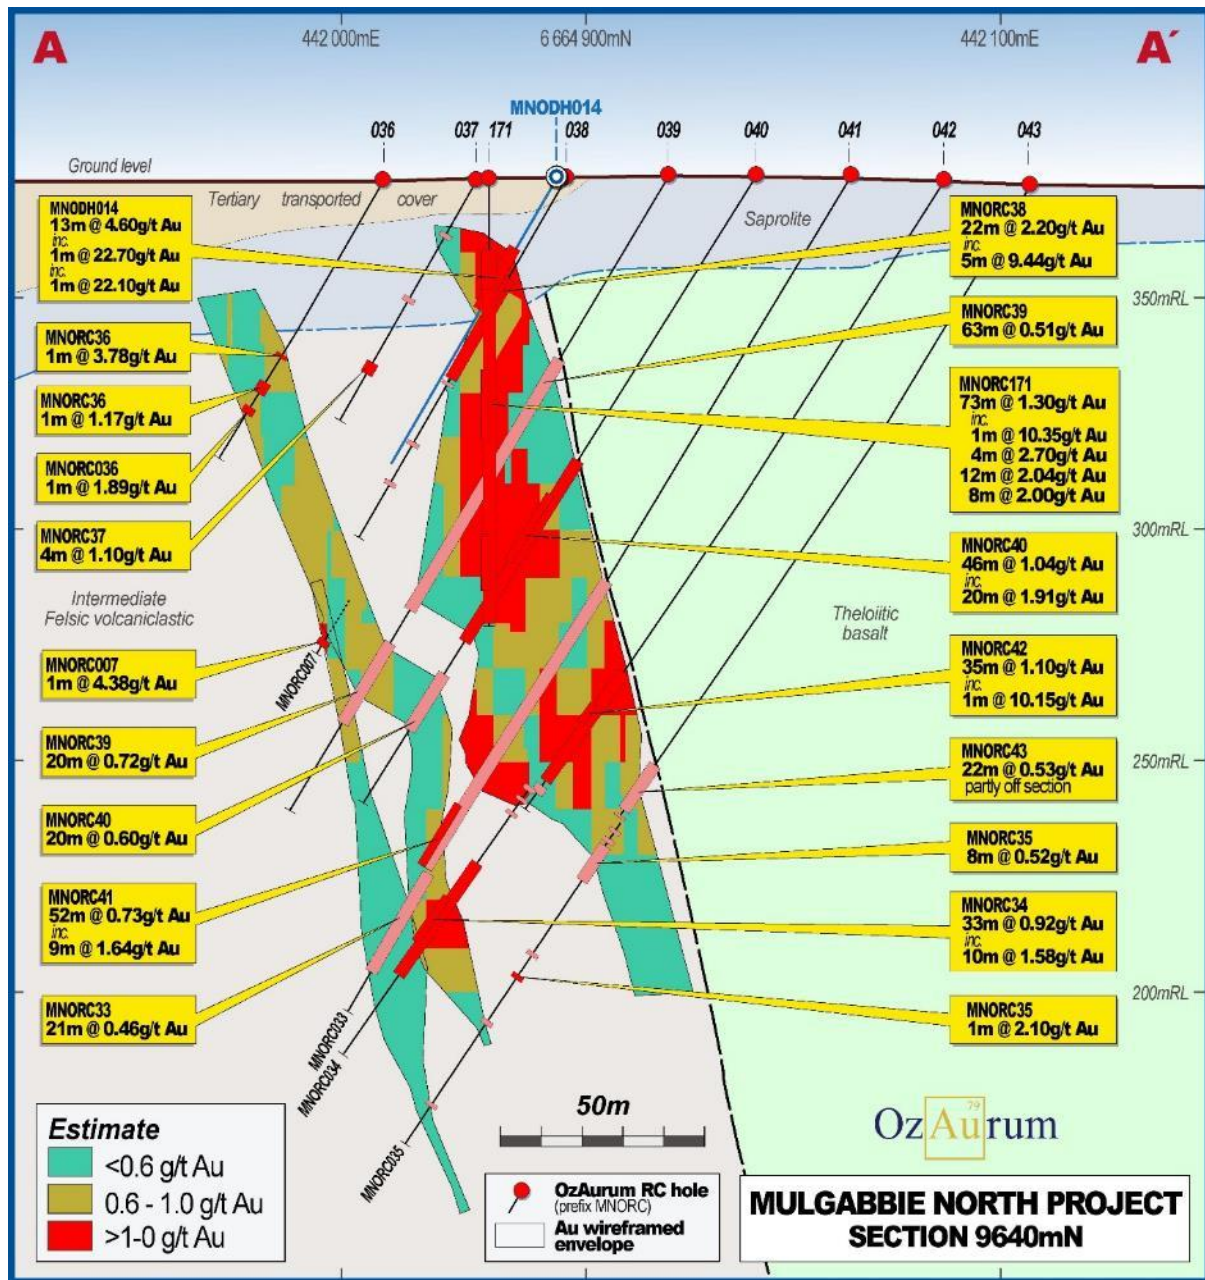 A
442 000mE
6 664 900mN
442 100mE
A´
MNODH014
036
037
171
038
039
040
041
042
043
Ground level
Tertiary transported cover
Saprolite
MNODH014
13m @ 4.60g/t Au
inc.
1m @ 22.70g/t Au
inc.
1m @ 22.10g/t Au
MNORC36
1m @ 3.78g/t Au
MNORC36
1m @ 1.17g/t Au
MNORC036
1m @ 1.89g/t Au
MNORC37
4m @ 1.10g/t Au
Intermediate
Felsic volcaniclastic
MNORC007
MNORC007
1m @ 4.38g/t Au
MNORC39
20m @ 0.72g/t Au
MNORC40
20m @ 0.60g/t Au
MNORC41
52m @ 0.73g/t Au
inc.
9m @ 1.64g/t Au
MNORC33
21m @ 0.46g/t Au
MNORC033
MNORC034
MNORC035
MNORC38
22m @ 2.20g/t Au
inc.
5m @ 9.44g/t Au
350mRL
MNORC39
63m @ 0.51g/t Au
MNORC171
73m @ 1.30g/t Au
inc.
1m @ 10.35g/t Au
4m @ 2.70g/t Au
12m @ 2.04g/t Au
8m @ 2.00g/t Au
300mRL
MNORC40
46m @ 1.04g/t Au
inc.
20m @ 1.91g/t Au
Theloiitic
basalt
MNORC42
35m @ 1.10g/t Au
inc.
1m @ 10.15g/t Au
MNORC43
22m @ 0.53g/t Au
partly off section
250mRL
MNORC35
8m @ 0.52g/t Au
MNORC34
33m @ 0.92g/t Au
inc.
10m @ 1.58g/t Au
200mRL
MNORC35
1m @ 2.10g/t Au
Estimate
<0.6 g/t Au
0.6 - 1.0 g/t Au
>1-0 g/t Au
50m
OzAurum RC hole
(prefix MNORC)
Au wireframed
envelope
79
OzAurum
MULGABBIE NORTH PROJECT
SECTION 9640mN